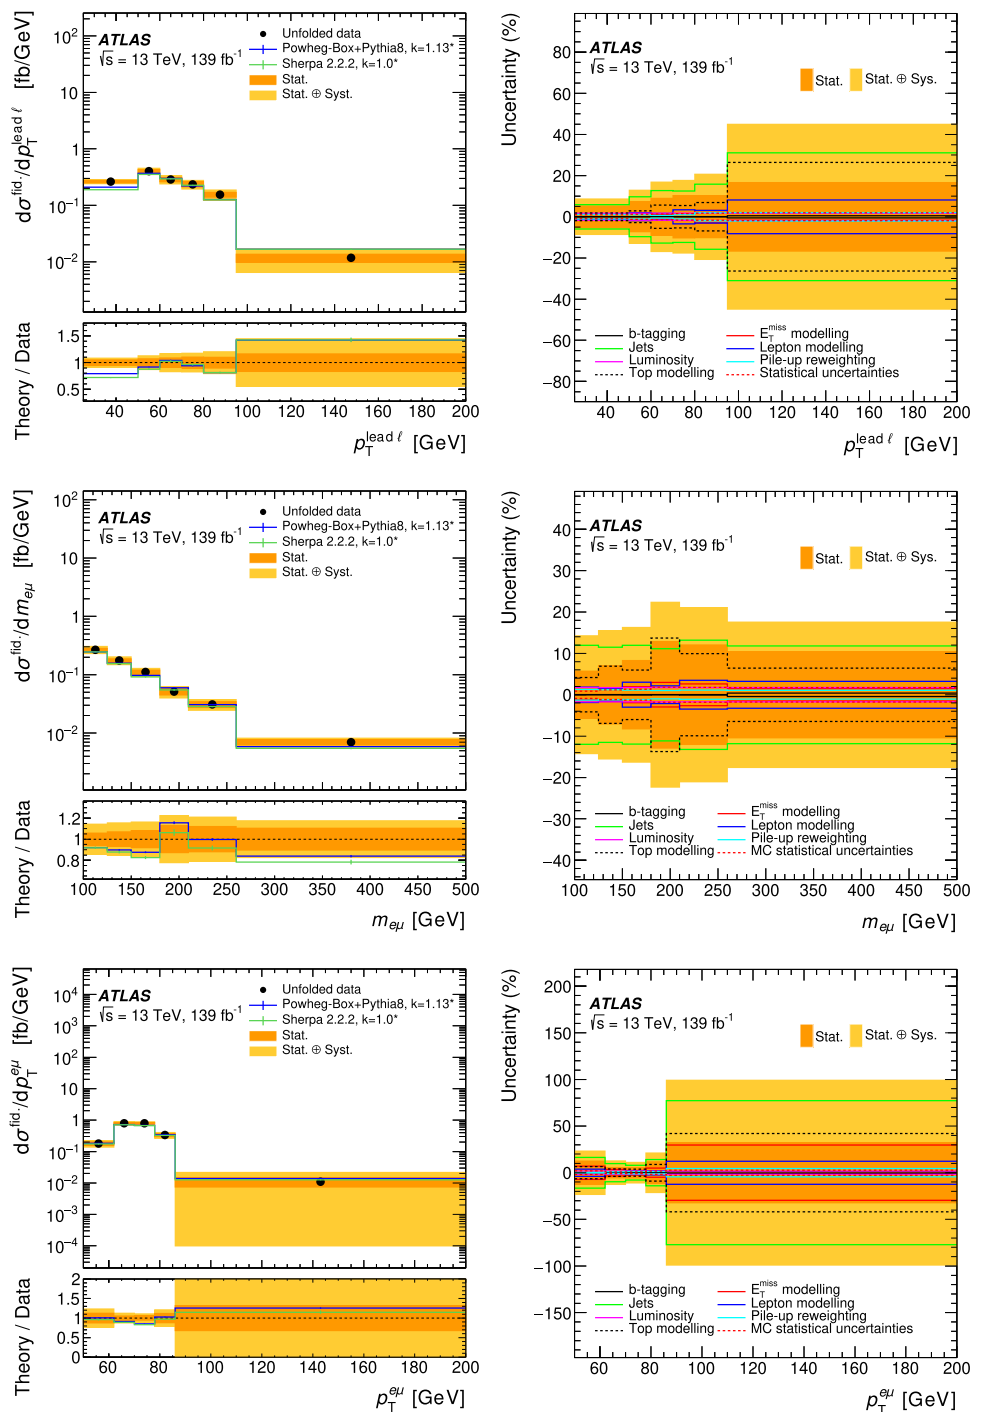 dσ^fid./dp_T^lead ℓ [fb/GeV]
10²
10
1
10⁻¹
10⁻²
ATLAS
√s = 13 TeV, 139 fb⁻¹
Unfolded data
Powheg-Box+Pythia8, k=1.13*
Sherpa 2.2.2, k=1.0*
Stat.
Stat. ⊕ Syst.
Theory / Data
1.5
1
0.5
40 60 80 100 120 140 160 180 200
p_T^lead ℓ [GeV]
Uncertainty (%)
80
60
40
20
0
−20
−40
−60
−80
ATLAS
√s = 13 TeV, 139 fb⁻¹
Stat. Stat. ⊕ Sys.
b-tagging E_T^miss modelling
Jets Lepton modelling
Luminosity Pile-up reweighting
Top modelling Statistical uncertainties
40 60 80 100 120 140 160 180 200
p_T^lead ℓ [GeV]
dσ^fid./dm_eμ [fb/GeV]
10²
10
1
10⁻¹
10⁻²
ATLAS
√s = 13 TeV, 139 fb⁻¹
Unfolded data
Powheg-Box+Pythia8, k=1.13*
Sherpa 2.2.2, k=1.0*
Stat.
Stat. ⊕ Syst.
Theory / Data
1.2
1
0.8
100 150 200 250 300 350 400 450 500
m_eμ [GeV]
Uncertainty (%)
40
30
20
10
0
−10
−20
−30
−40
ATLAS
√s = 13 TeV, 139 fb⁻¹
Stat. Stat. ⊕ Sys.
b-tagging E_T^miss modelling
Jets Lepton modelling
Luminosity Pile-up reweighting
Top modelling MC statistical uncertainties
100 150 200 250 300 350 400 450 500
m_eμ [GeV]
dσ^fid./dp_T^eμ [fb/GeV]
10⁴
10³
10²
10
1
10⁻¹
10⁻²
10⁻³
10⁻⁴
ATLAS
√s = 13 TeV, 139 fb⁻¹
Unfolded data
Powheg-Box+Pythia8, k=1.13*
Sherpa 2.2.2, k=1.0*
Stat.
Stat. ⊕ Syst.
Theory / Data
2
1.5
1
0.5
0
60 80 100 120 140 160 180 200
p_T^eμ [GeV]
Uncertainty (%)
200
150
100
50
0
−50
−100
−150
ATLAS
√s = 13 TeV, 139 fb⁻¹
Stat. Stat. ⊕ Sys.
b-tagging E_T^miss modelling
Jets Lepton modelling
Luminosity Pile-up reweighting
Top modelling MC statistical uncertainties
60 80 100 120 140 160 180 200
p_T^eμ [GeV]